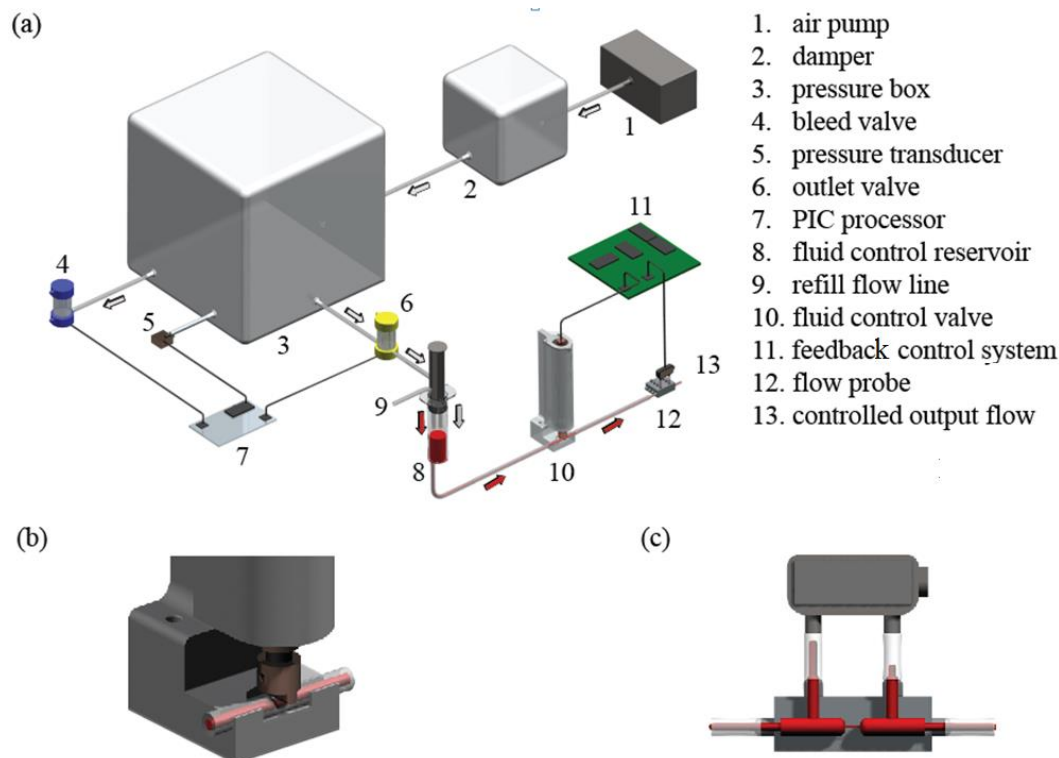 (a)
1. air pump
2. damper
3. pressure box
4. bleed valve
5. pressure transducer
6. outlet valve
7. PIC processor
8. fluid control reservoir
9. refill flow line
10. fluid control valve
11. feedback control system
12. flow probe
13. controlled output flow
1
2
11
4
6
5
3
13
9
12
7
8
10
(b)
(c)